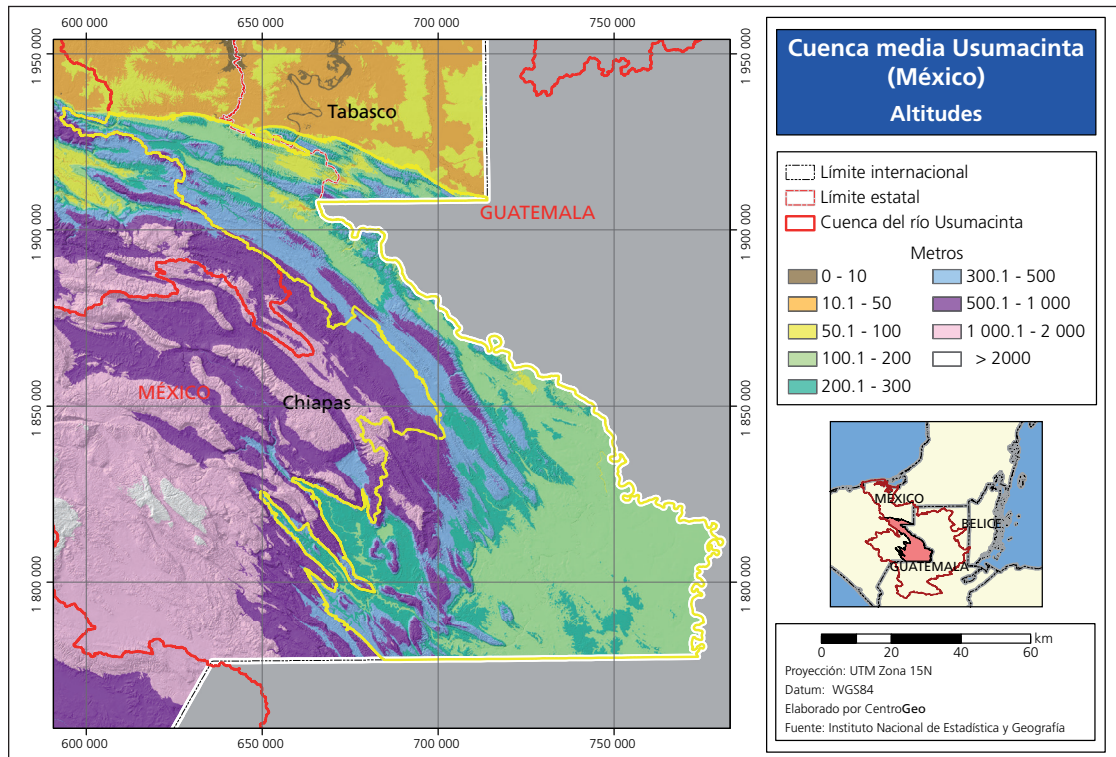 600 000 650 000 700 000 750 000
1 950 000
1 900 000
1 850 000
1 800 000
Tabasco
GUATEMALA
MÉXICO
Chiapas
1 950 000
1 900 000
1 850 000
1 800 000
600 000 650 000 700 000 750 000
Cuenca media Usumacinta
(México)
Altitudes
Límite internacional
Límite estatal
Cuenca del río Usumacinta
Metros
0 - 10
10.1 - 50
50.1 - 100
100.1 - 200
200.1 - 300
300.1 - 500
500.1 - 1 000
1 000.1 - 2 000
> 2000
MÉXICO
BELICE
GUATEMALA
km
0 20 40 60
Proyección: UTM Zona 15N
Datum: WGS84
Elaborado por CentroGeo
Fuente: Instituto Nacional de Estadística y Geografía